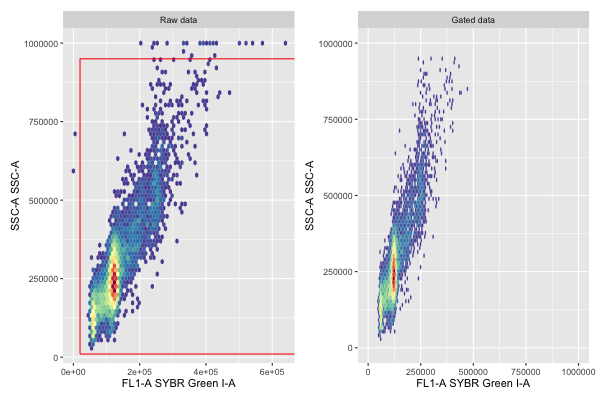 Raw data
Gated data
SSC-A SSC-A
1000000
750000
500000
250000
0
0e+00
2e+05
4e+05
6e+05
FL1-A SYBR Green I-A
SSC-A SSC-A
1000000
750000
500000
250000
0
0
250000
500000
750000
1000000
FL1-A SYBR Green I-A